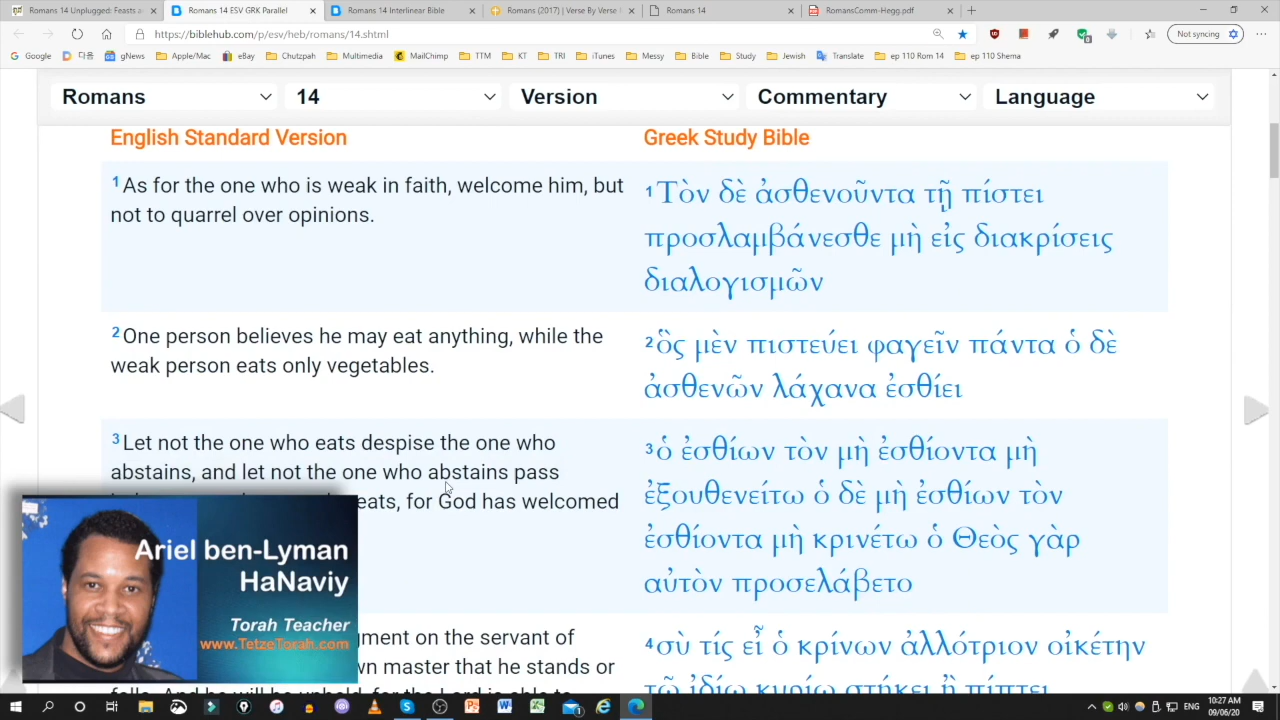 Romans 14 Unplugged: Feasts a
Romans 14 ESV GRK Parallel
Romans 14 Interlinear Bible
Romans (2017) | Verse By Verse
Romans 14
RomansComm-Hegg.pdf
https://biblehub.com/p/esv/heb/romans/14.shtml
Not syncing
Google
다음
gNews
Apple/Mac
eBay
Chutzpah
Multimedia
MailChimp
TTM
KT
TRI
iTunes
Messy
Bible
Study
Jewish
Translate
ep 110 Rom 14
ep 110 Shema
Romans
14
Version
Commentary
Language
English Standard Version
1 As for the one who is weak in faith, welcome him, but
not to quarrel over opinions.
2 One person believes he may eat anything, while the
weak person eats only vegetables.
3 Let not the one who eats despise the one who
abstains, and let not the one who abstains pass
eats, for God has welcomed
gment on the servant of
wn master that he stands or
Greek Study Bible
1 Τὸν δὲ ἀσθενοῦντα τῇ πίστει
προσλαμβάνεσθε μὴ εἰς διακρίσεις
διαλογισμῶν
2 ὃς μὲν πιστεύει φαγεῖν πάντα ὁ δὲ
ἀσθενῶν λάχανα ἐσθίει
3 ὁ ἐσθίων τὸν μὴ ἐσθίοντα μὴ
ἐξουθενείτω ὁ δὲ μὴ ἐσθίων τὸν
ἐσθίοντα μὴ κρινέτω ὁ Θεὸς γὰρ
αὐτὸν προσελάβετο
4 σὺ τίς εἶ ὁ κρίνων ἀλλότριον οἰκέτην
τῷ ἰδίῳ κυρίῳ στήκει ἢ πίπτει
Ariel ben-Lyman
HaNaviy
Torah Teacher
www.TetzeTorah.com
ENG
10:27 AM
09/06/20